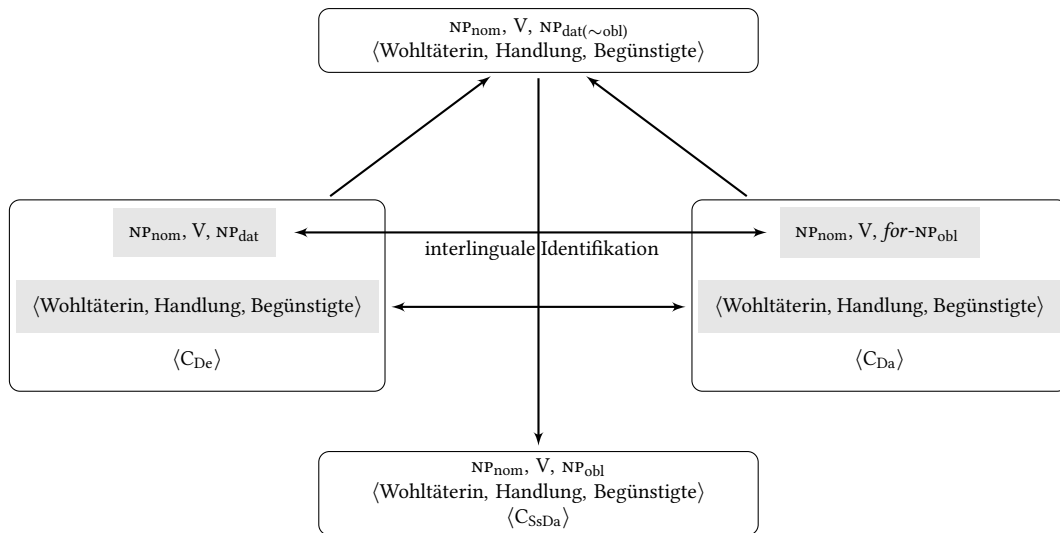 NPnom, V, NPdat(∼obl)
⟨Wohltäterin, Handlung, Begünstigte⟩
NPnom, V, NPdat
interlinguale Identifikation
NPnom, V, for-NPobl
⟨Wohltäterin, Handlung, Begünstigte⟩
⟨Wohltäterin, Handlung, Begünstigte⟩
⟨CDe⟩
⟨CDa⟩
NPnom, V, NPobl
⟨Wohltäterin, Handlung, Begünstigte⟩
⟨CSsDa⟩